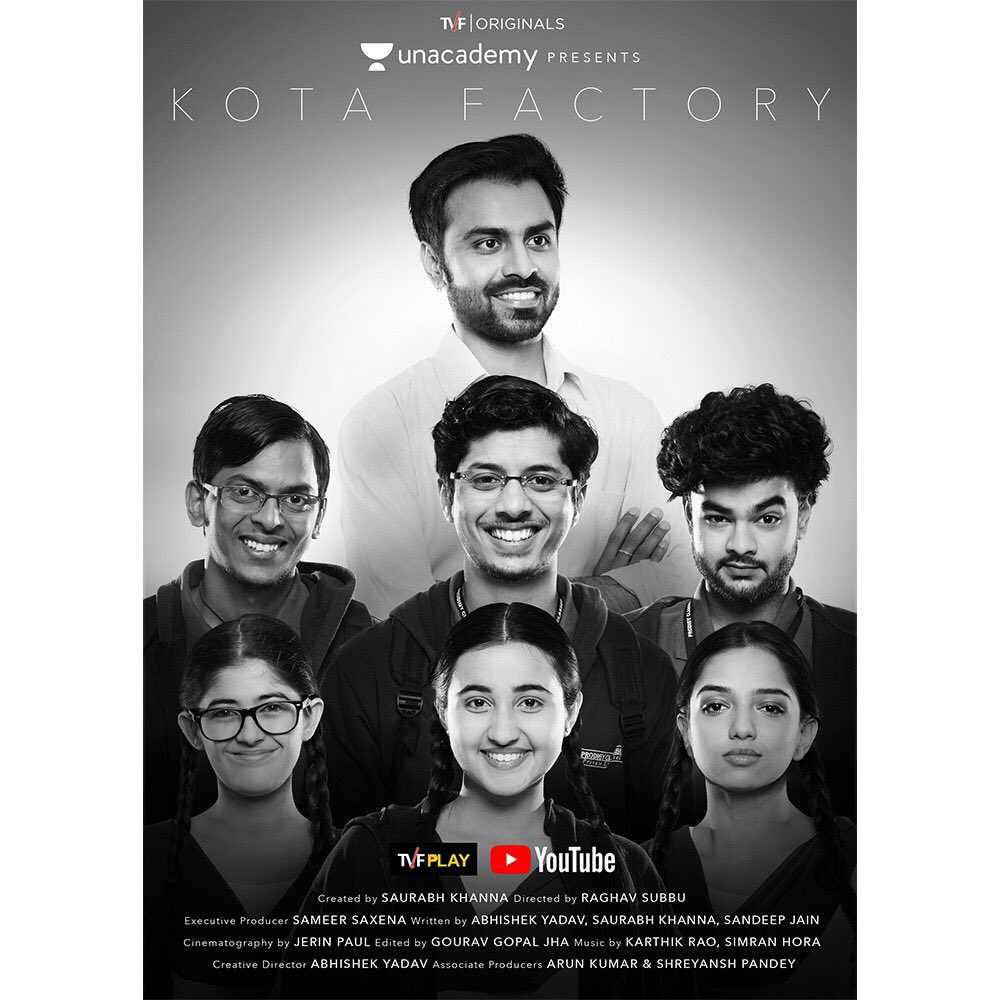 TVF | ORIGINALS
unacademy PRESENTS
KOTA FACTORY
PRODIGY
TVFPLAY YouTube
Created by SAURABH KHANNA Directed by RAGHAV SUBBU
Executive Producer SAMEER SAXENA Written by ABHISHEK YADAV, SAURABH KHANNA, SANDEEP JAIN
Cinematography by JERIN PAUL Edited by GOURAV GOPAL JHA Music by KARTHIK RAO, SIMRAN HORA
Creative Director ABHISHEK YADAV Associate Producers ARUN KUMAR & SHREYANSH PANDEY